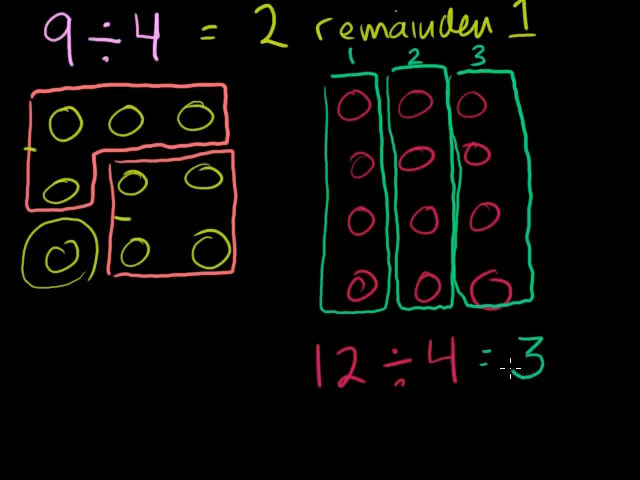 9 ÷ 4 = 2 remainder 1
1 2 3
12 ÷ 4 = 3